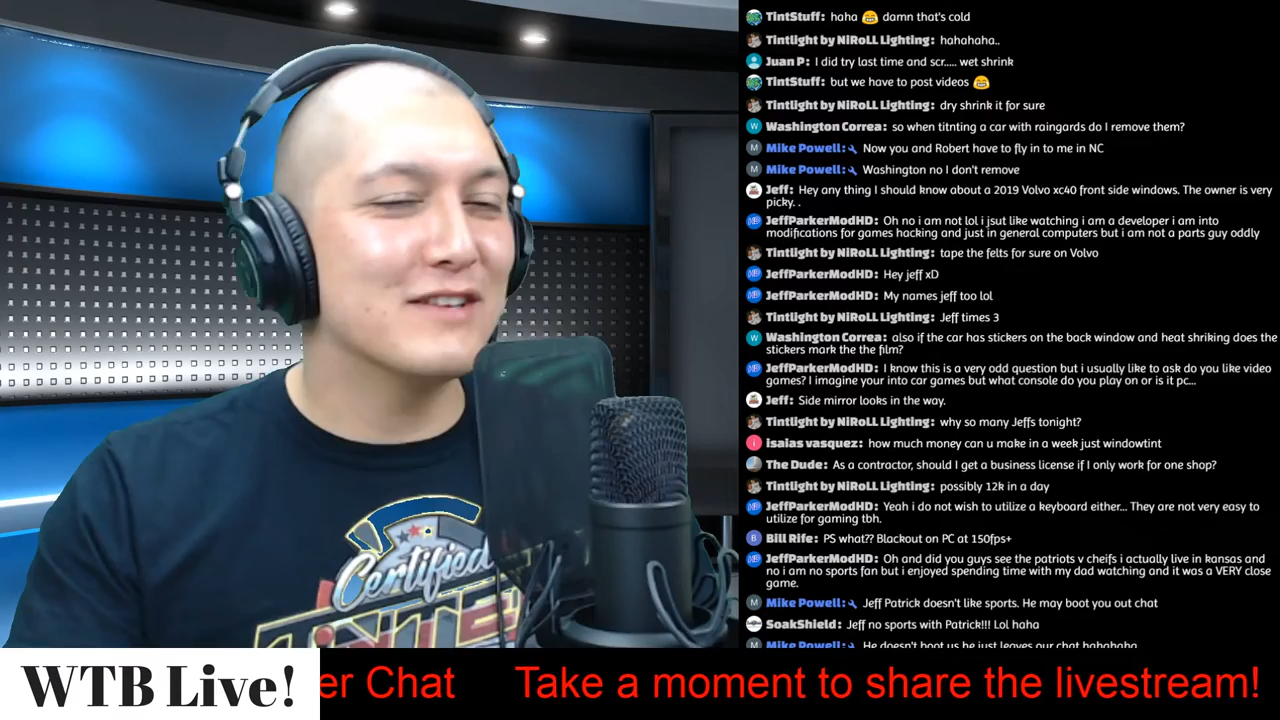 TintStuff: haha 😂 damn that's cold
Tintlight by NiRoLL Lighting: hahahaha..
Juan P: I did try last time and scr..... wet shrink
TintStuff: but we have to post videos 😂
Tintlight by NiRoLL Lighting: dry shrink it for sure
W Washington Correa: so when titnting a car with raingards do I remove them?
M Mike Powell: Now you and Robert have to fly in to me in NC
M Mike Powell: Washington no I don't remove
Jeff: Hey any thing I should know about a 2019 Volvo xc40 front side windows. The owner is very
picky. .
JeffParkerModHD: Oh no i am not lol i jsut like watching i am a developer i am into
modifications for games hacking and just in general computers but i am not a parts guy oddly
Tintlight by NiRoLL Lighting: tape the felts for sure on Volvo
JeffParkerModHD: Hey jeff xD
JeffParkerModHD: My names jeff too lol
Tintlight by NiRoLL Lighting: Jeff times 3
W Washington Correa: also if the car has stickers on the back window and heat shriking does the
stickers mark the the film?
JeffParkerModHD: I know this is a very odd question but i usually like to ask do you like video
games? I imagine your into car games but what console do you play on or is it pc...
Jeff: Side mirror looks in the way.
Tintlight by NiRoLL Lighting: why so many Jeffs tonight?
i isaias vasquez: how much money can u make in a week just windowtint
The Dude: As a contractor, should I get a business license if I only work for one shop?
Tintlight by NiRoLL Lighting: possibly 12k in a day
JeffParkerModHD: Yeah i do not wish to utilize a keyboard either... They are not very easy to
utilize for gaming tbh.
B Bill Rife: PS what?? Blackout on PC at 150fps+
JeffParkerModHD: Oh and did you guys see the patriots v cheifs i actually live in kansas and
no i am no sports fan but i enjoyed spending time with my dad watching and it was a VERY close
game.
M Mike Powell: Jeff Patrick doesn't like sports. He may boot you out chat
SoakShield: Jeff no sports with Patrick!!! Lol haha
Mike Powell: He doesn't boot us he just leaves our chat hahahaha
Certified
TINTE
WTB Live!
er Chat Take a moment to share the livestream!